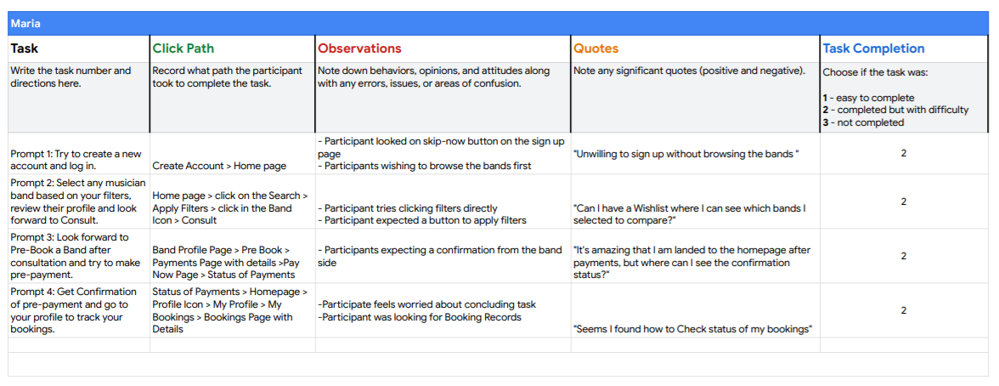 Maria
Task
Click Path
Observations
Quotes
Task Completion
Write the task number and
directions here.
Record what path the participant
took to complete the task.
Note down behaviors, opinions, and attitudes along
with any errors, issues, or areas of confusion.
Note any significant quotes (positive and negative).
Choose if the task was:
1 - easy to complete
2 - completed but with difficulty
3 - not completed
Prompt 1: Try to create a new
account and log in.
Create Account > Home page
- Participant looked on skip-now button on the sign up
page
- Participants wishing to browse the bands first
"Unwilling to sign up without browsing the bands "
2
Prompt 2: Select any musician
band based on your filters,
review their profile and look
forward to Consult.
Home page > click on the Search >
Apply Filters > click in the Band
Icon > Consult
- Participant tries clicking filters directly
- Participant expected a button to apply filters
"Can I have a Wishlist where I can see which bands I
selected to compare?"
2
Prompt 3: Look forward to
Pre-Book a Band after
consultation and try to make
pre-payment.
Band Profile Page > Pre Book >
Payments Page with details >Pay
Now Page > Status of Payments
- Participants expecting a confirmation from the band
side
"It's amazing that I am landed to the homepage after
payments, but where can I see the confirmation
status?"
2
Prompt 4: Get Confirmation
of pre-payment and go to
your profile to track your
bookings.
Status of Payments > Homepage >
Profile Icon > My Profile > My
Bookings > Bookings Page with
Details
-Participate feels worried about concluding task
-Participant was looking for Booking Records
"Seems I found how to Check status of my bookings"
2